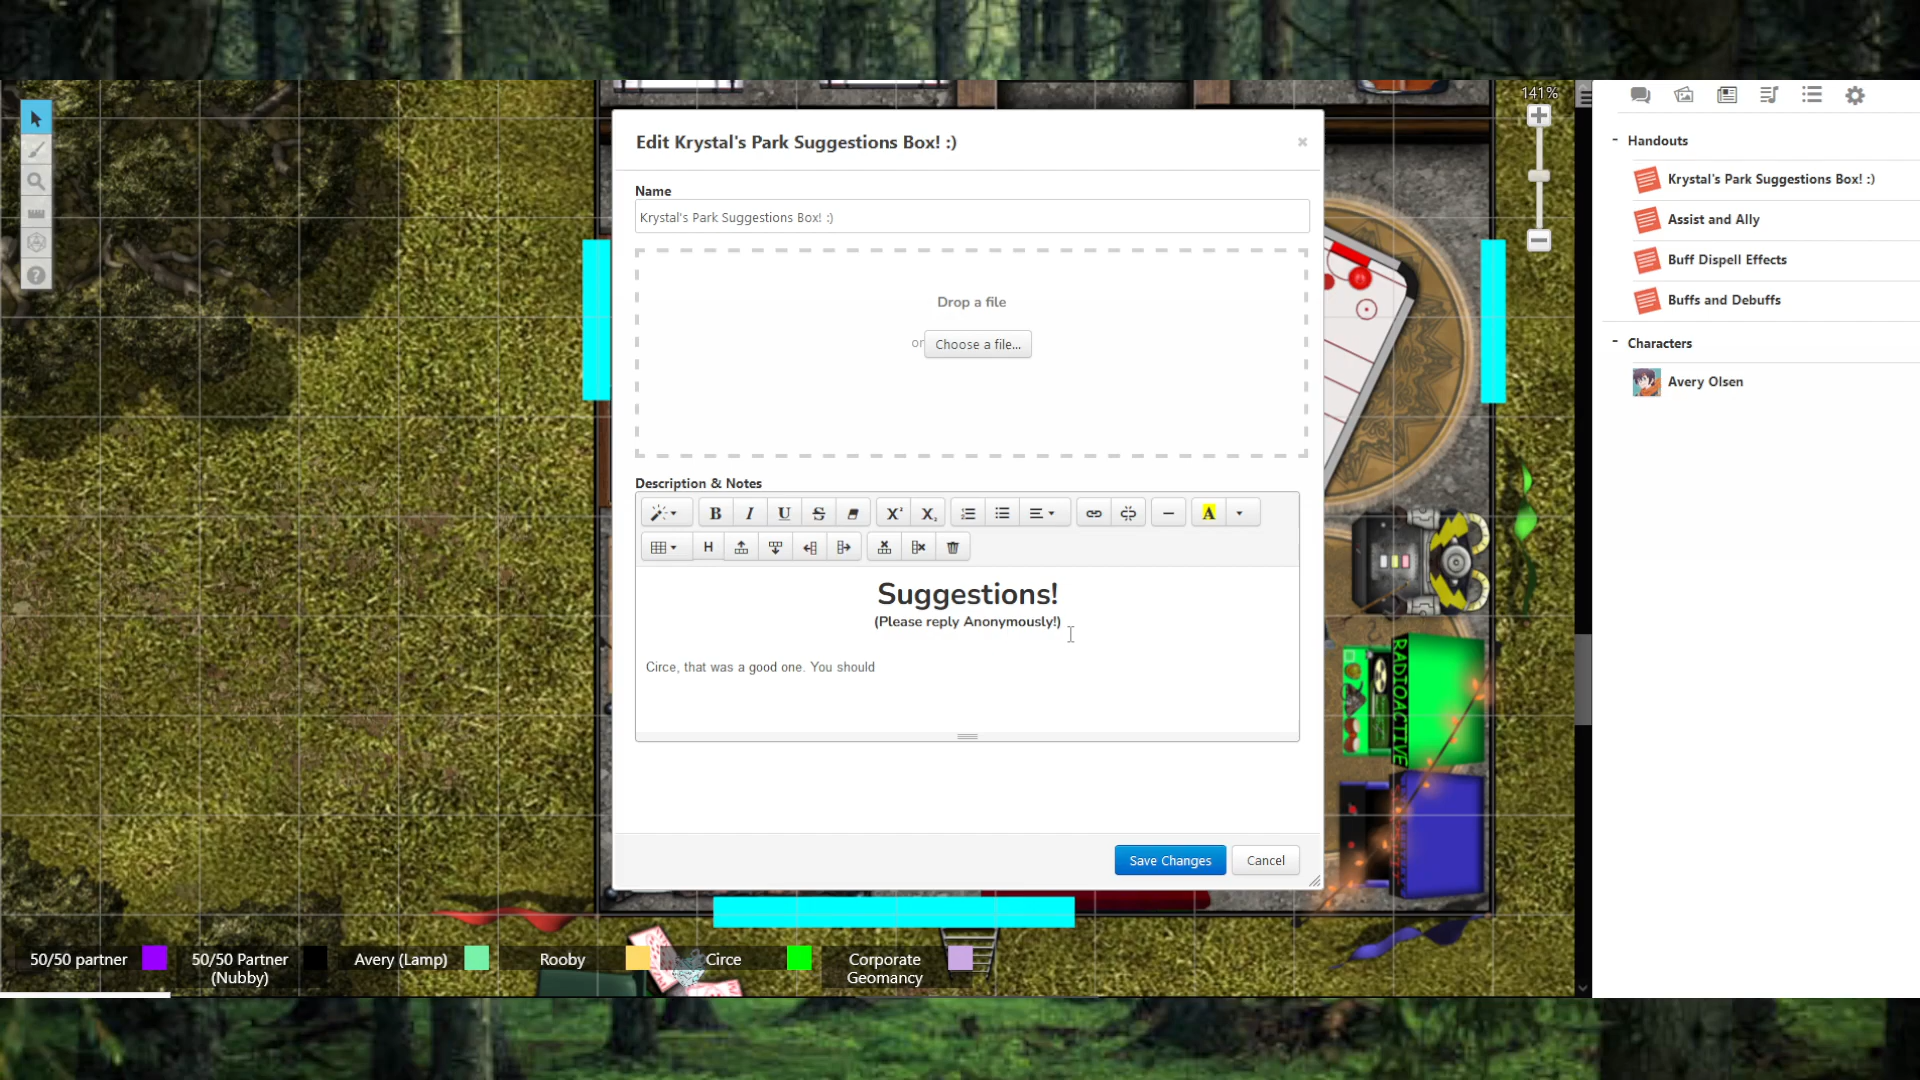 141%
Edit Krystal's Park Suggestions Box! :)
×
Name
Krystal's Park Suggestions Box! :)
Drop a file
or Choose a file...
Description & Notes
B I U S X² X₂ A
H
Suggestions!
(Please reply Anonymously!)
Circe, that was a good one. You should
Save Changes
Cancel
Handouts
Krystal's Park Suggestions Box! :)
Assist and Ally
Buff Dispell Effects
Buffs and Debuffs
Characters
Avery Olsen
RADIOACTIVE
50/50 partner
50/50 Partner
(Nubby)
Avery (Lamp)
Rooby
Circe
Corporate
Geomancy